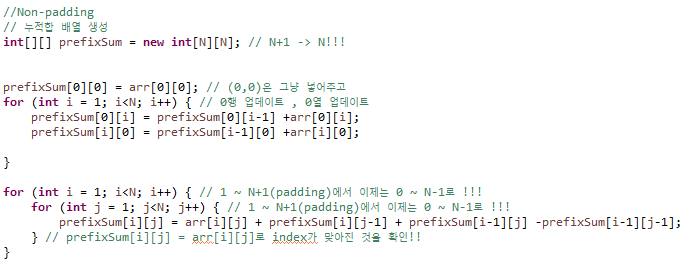 //Non-padding
// 누적합 배열 생성
int[][] prefixSum = new int[N][N]; // N+1 -> N!!!
prefixSum[0][0] = arr[0][0]; // (0,0)은 그냥 넣어주고
for (int i = 1; i<N; i++) { // 0행 업데이트 , 0열 업데이트
prefixSum[0][i] = prefixSum[0][i-1] +arr[0][i];
prefixSum[i][0] = prefixSum[i-1][0] +arr[i][0];
}
for (int i = 1; i<N; i++) { // 1 ~ N+1(padding)에서 이제는 0 ~ N-1로 !!!
for (int j = 1; j<N; j++) { // 1 ~ N+1(padding)에서 이제는 0 ~ N-1로 !!!
prefixSum[i][j] = arr[i][j] + prefixSum[i][j-1] + prefixSum[i-1][j] -prefixSum[i-1][j-1];
} // prefixSum[i][j] = arr[i][j]로 index가 맞아진 것을 확인!!
}